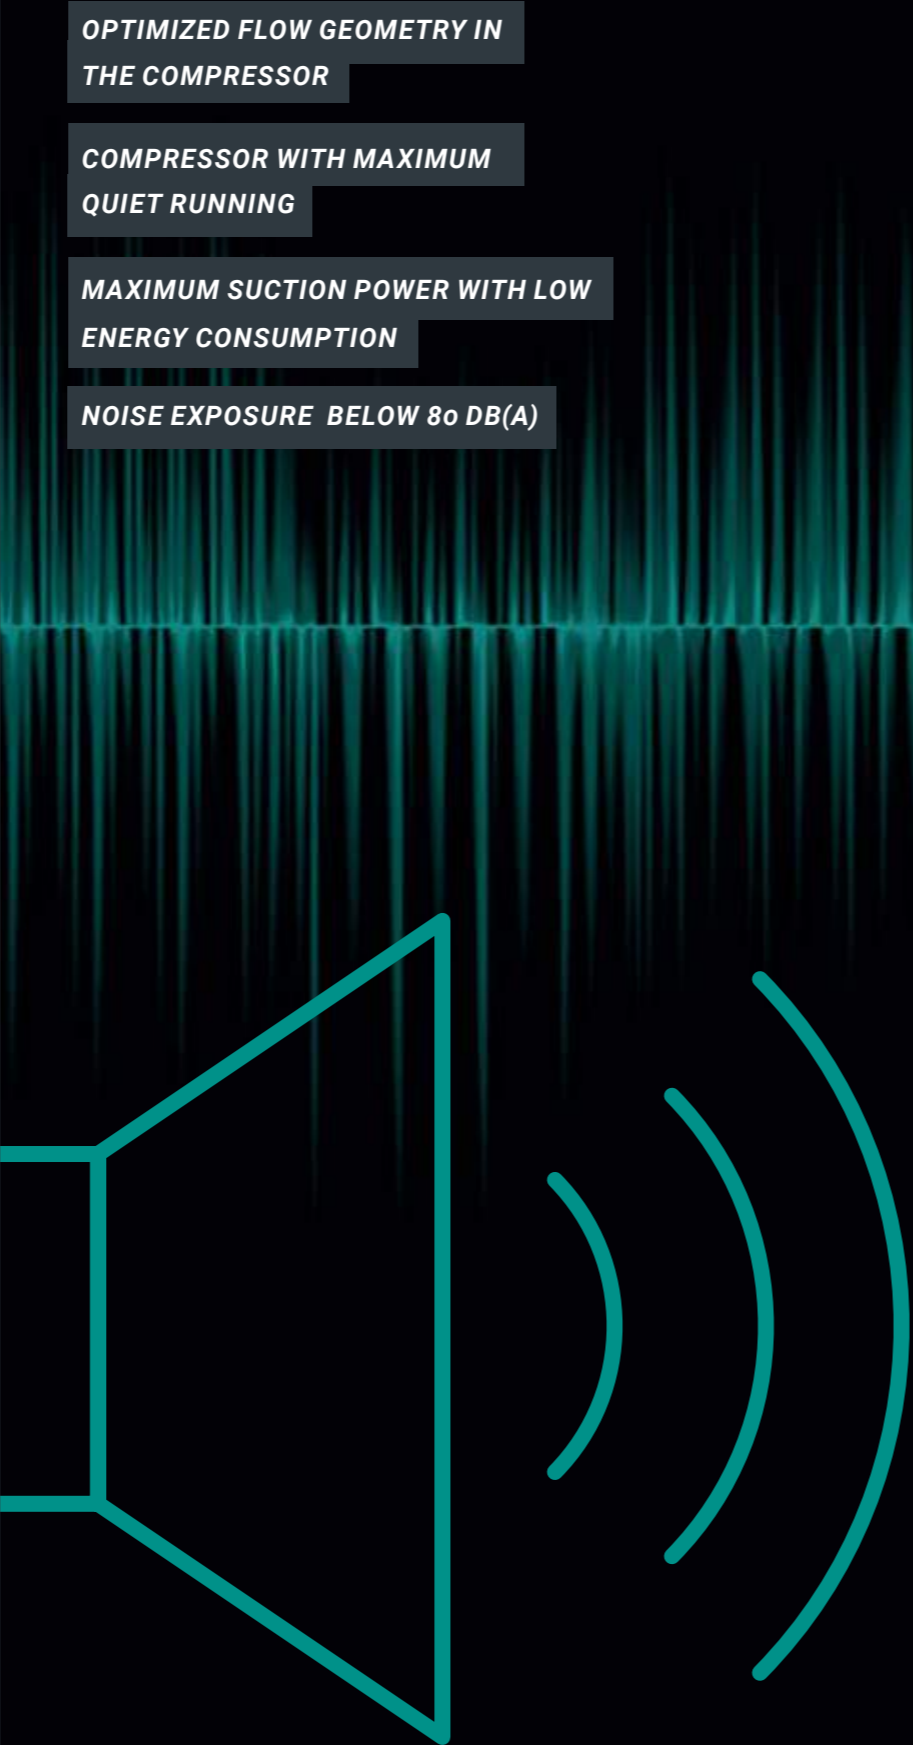 OPTIMIZED FLOW GEOMETRY IN
THE COMPRESSOR
COMPRESSOR WITH MAXIMUM
QUIET RUNNING
MAXIMUM SUCTION POWER WITH LOW
ENERGY CONSUMPTION
NOISE EXPOSURE  BELOW 80 DB(A)